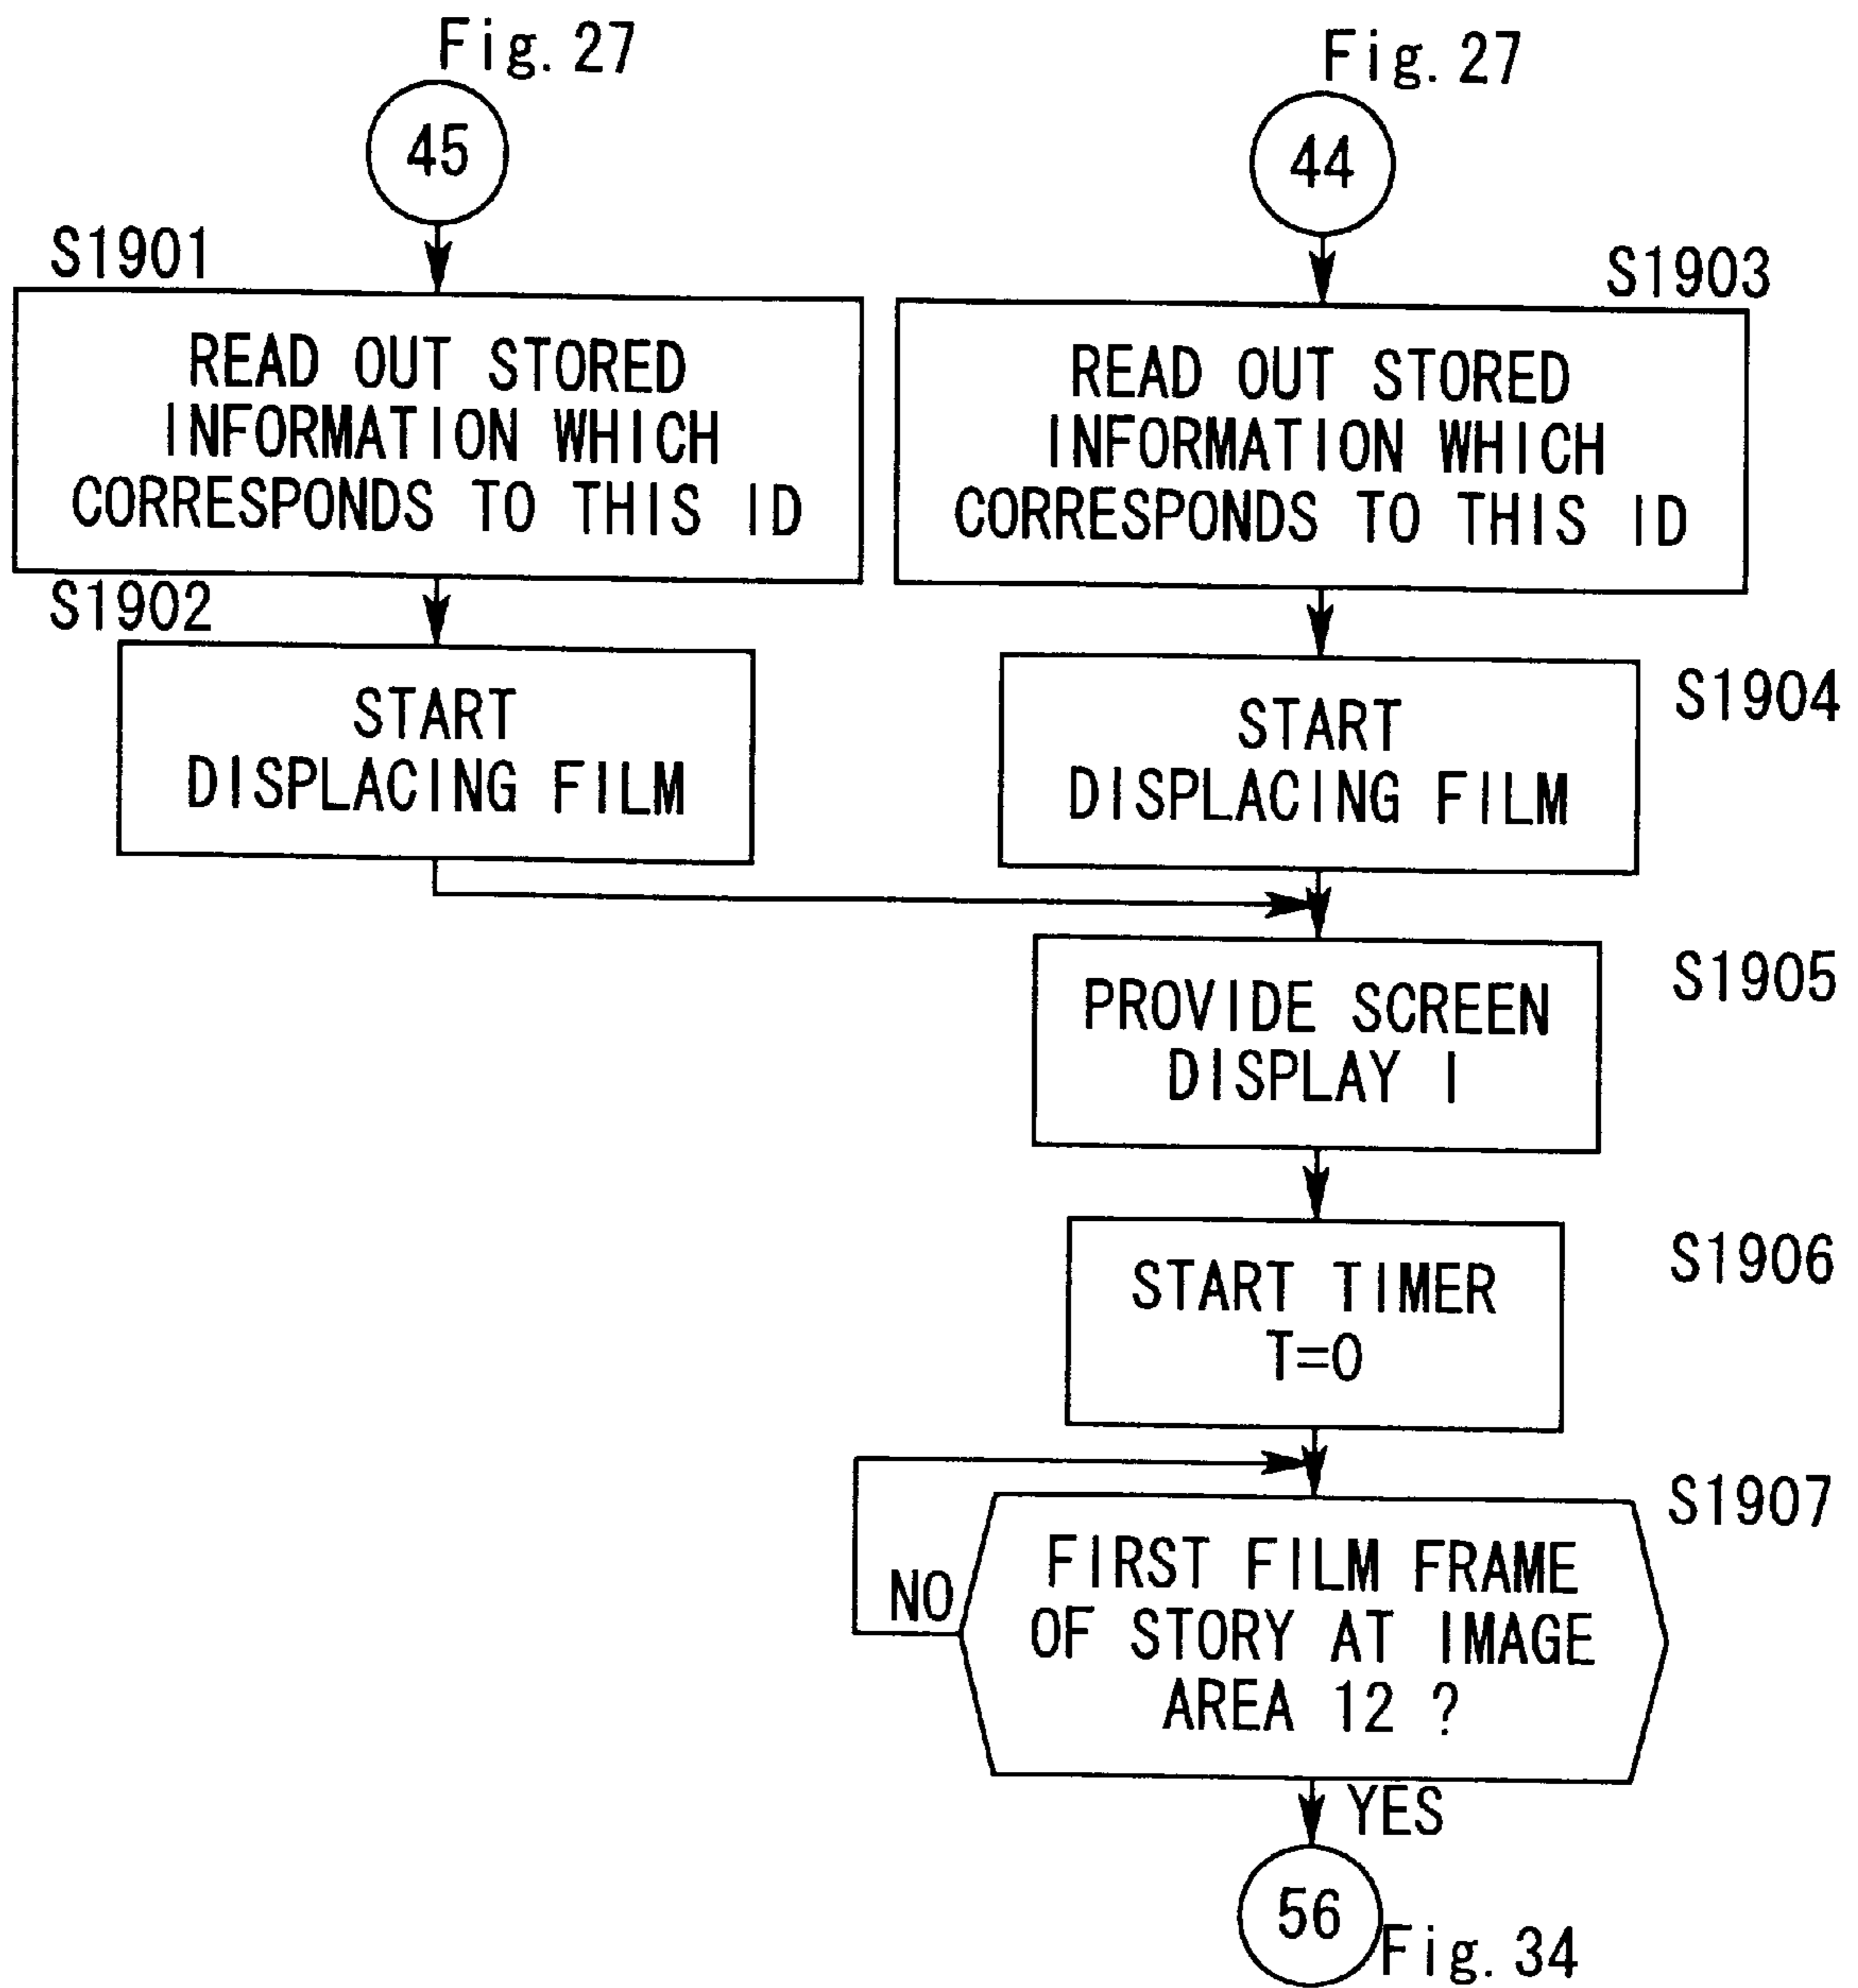 Fig. 27
45
S1901
READ OUT STORED
INFORMATION WHICH
CORRESPONDS TO THIS ID
S1902
START
DISPLACING FILM
Fig. 27
44
S1903
READ OUT STORED
INFORMATION WHICH
CORRESPONDS TO THIS ID
START
DISPLACING FILM
S1904
PROVIDE SCREEN
DISPLAY I
S1905
START TIMER
T=0
S1906
S1907
FIRST FILM FRAME
OF STORY AT IMAGE
AREA 12 ?
NO
YES
56
Fig. 34